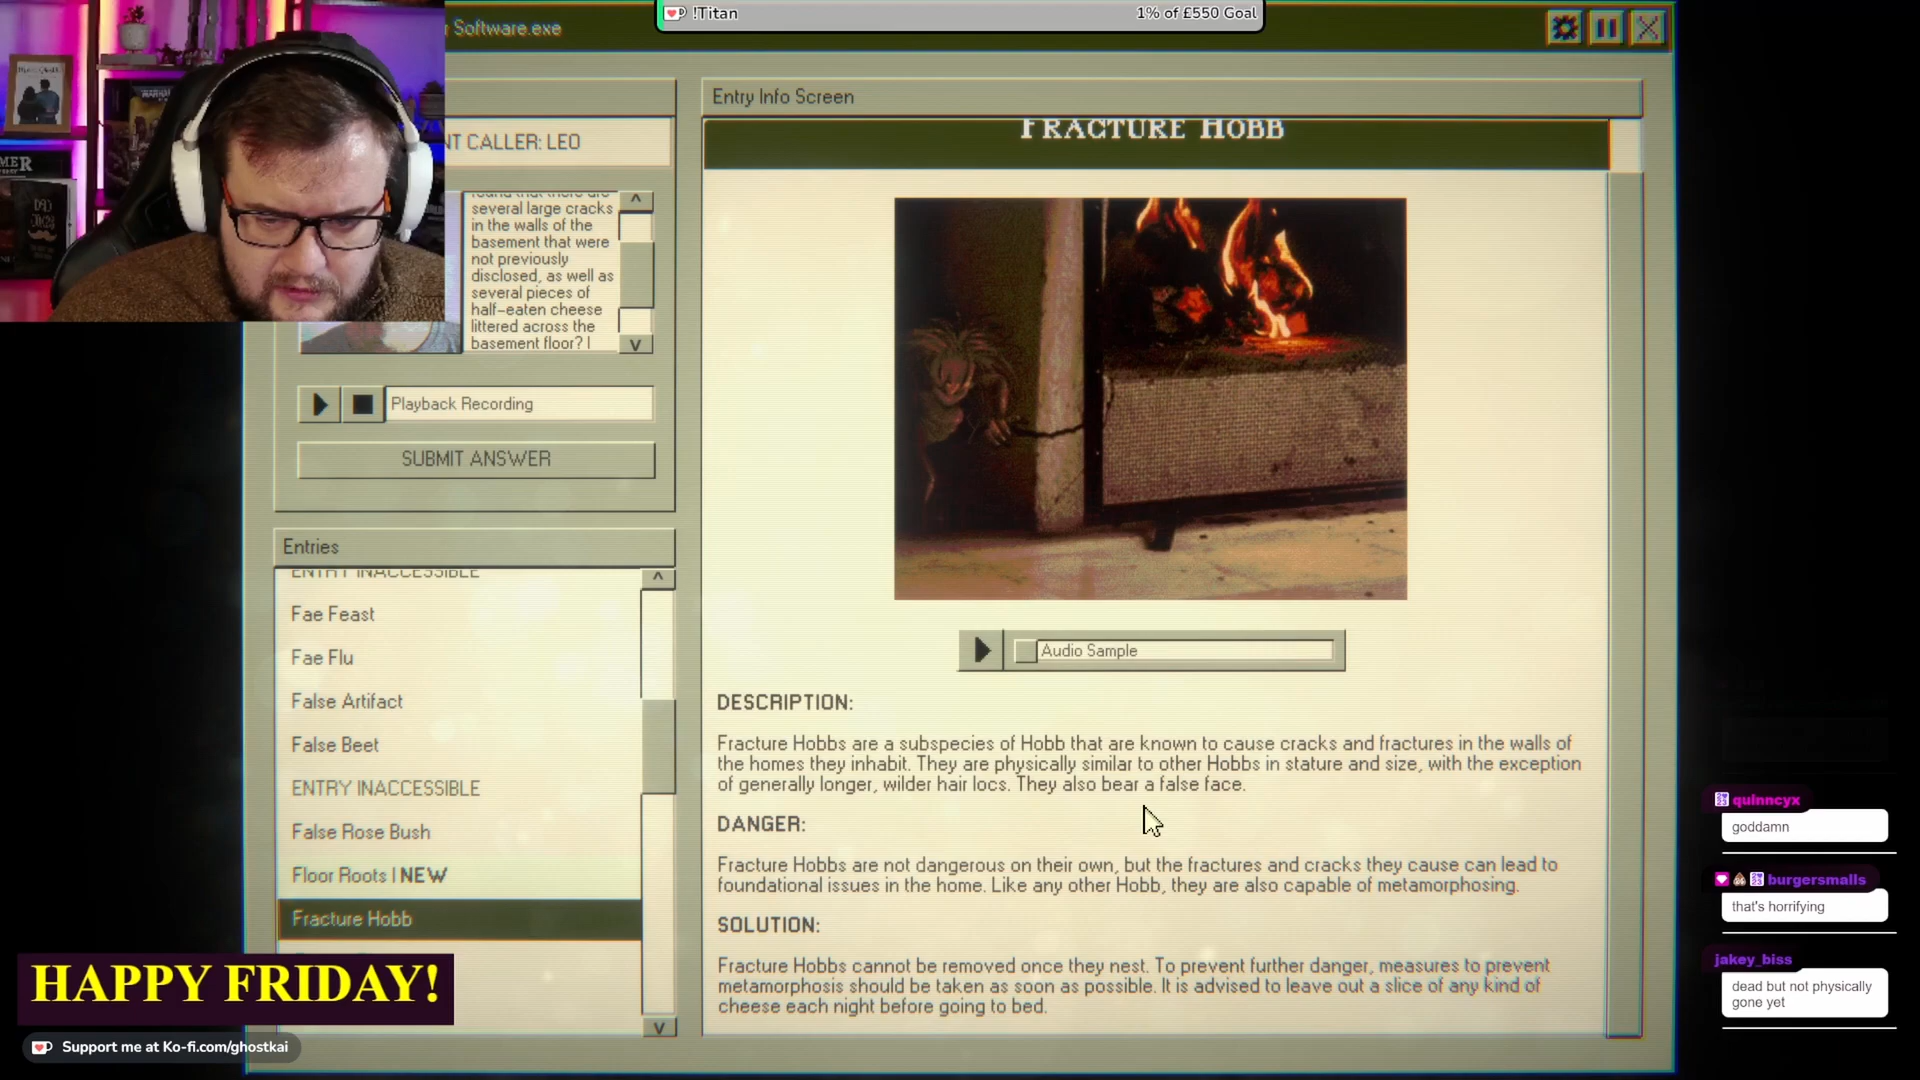 Software.exe
!Titan
1% of £550 Goal
NT CALLER: LEO
several large cracks
in the walls of the
basement that were
not previously
disclosed, as well as
several pieces of
half-eaten cheese
littered across the
basement floor? I
Playback Recording
SUBMIT ANSWER
Entries
ENTRY INACCESSIBLE
Fae Feast
Fae Flu
False Artifact
False Beet
ENTRY INACCESSIBLE
False Rose Bush
Floor Roots | NEW
Fracture Hobb
Entry Info Screen
FRACTURE HOBB
Audio Sample
DESCRIPTION:
Fracture Hobbs are a subspecies of Hobb that are known to cause cracks and fractures in the walls of
the homes they inhabit. They are physically similar to other Hobbs in stature and size, with the exception
of generally longer, wilder hair locs. They also bear a false face.
DANGER:
Fracture Hobbs are not dangerous on their own, but the fractures and cracks they cause can lead to
foundational issues in the home. Like any other Hobb, they are also capable of metamorphosing.
SOLUTION:
Fracture Hobbs cannot be removed once they nest. To prevent further danger, measures to prevent
metamorphosis should be taken as soon as possible. It is advised to leave out a slice of any kind of
cheese each night before going to bed.
HAPPY FRIDAY!
Support me at Ko-fi.com/ghostkai
quinncyx
goddamn
burgersmalls
that's horrifying
jakey_biss
dead but not physically
gone yet